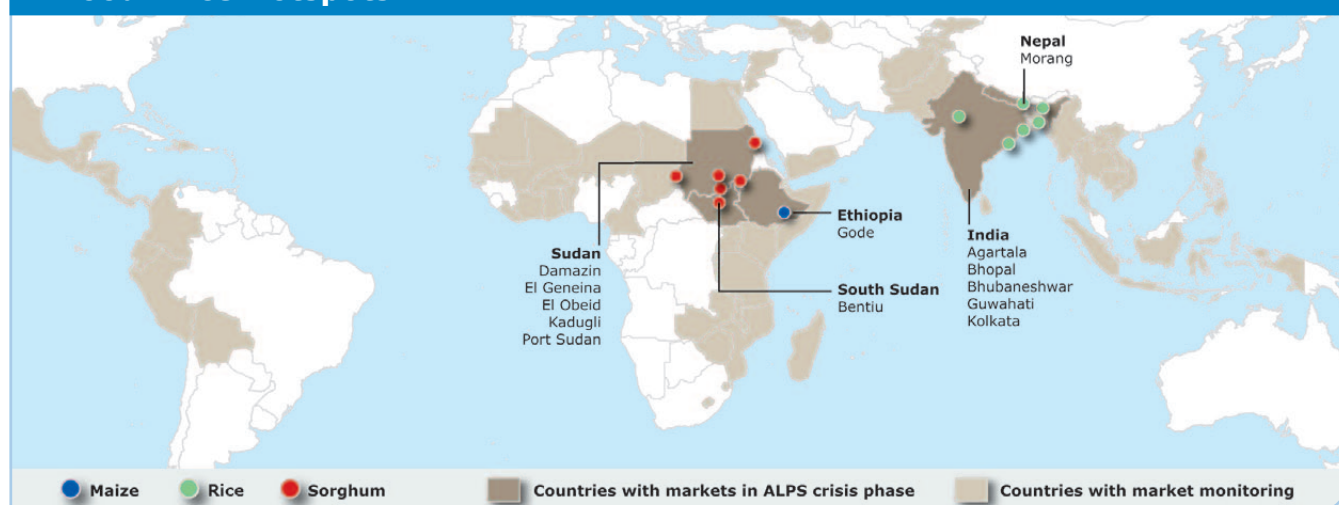 Nepal
Morang
Ethiopia
Gode
Sudan
Damazin
El Geneina
El Obeid
Kadugli
Port Sudan
South Sudan
Bentiu
India
Agartala
Bhopal
Bhubaneshwar
Guwahati
Kolkata
Maize
Rice
Sorghum
Countries with markets in ALPS crisis phase
Countries with market monitoring